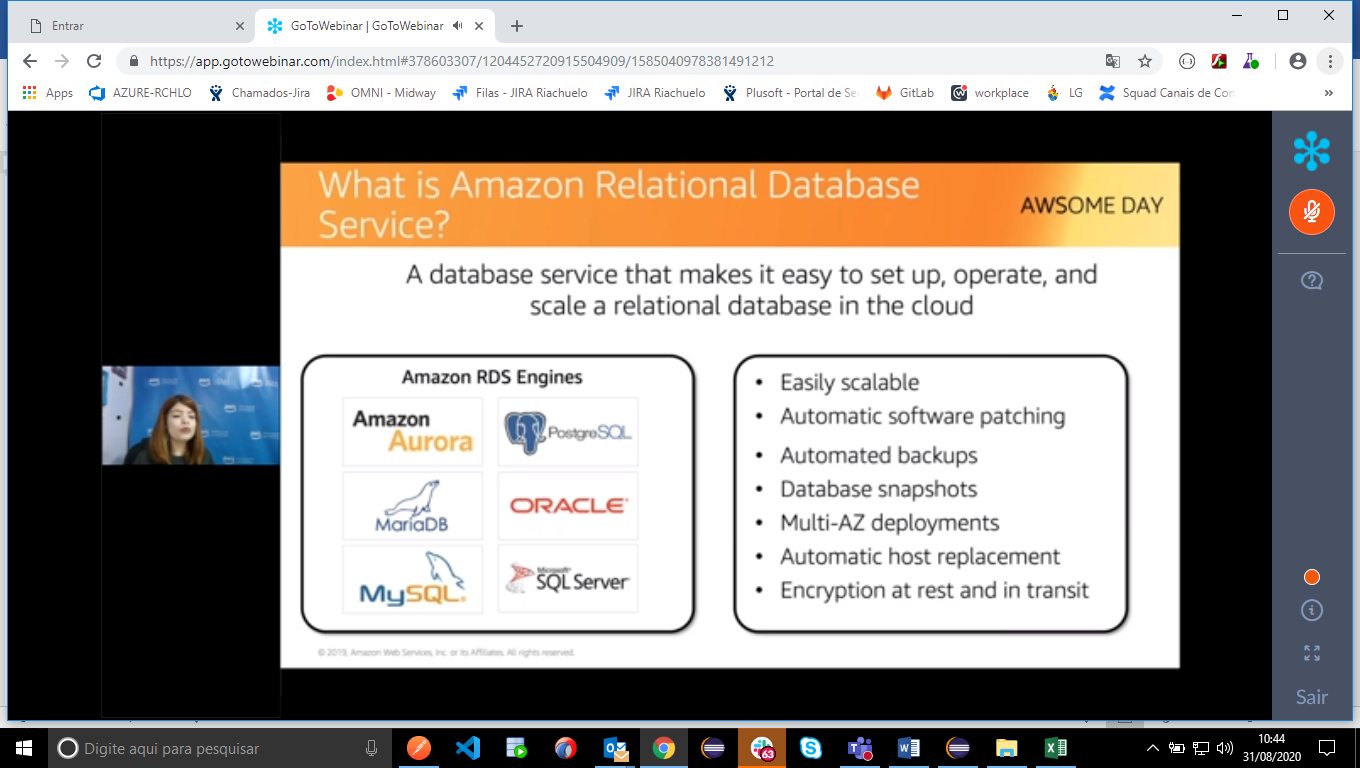 Entrar
GoToWebinar | GoToWebinar
https://app.gotowebinar.com/index.html#378603307/1204452720915504909/1585040978381491212
Apps
AZURE-RCHLO
Chamados-Jira
OMNI - Midway
Filas - JIRA Riachuelo
JIRA Riachuelo
Plusoft - Portal de Se
GitLab
workplace
LG
Squad Canais de Con
What is Amazon Relational Database
Service?
AWSOME DAY
A database service that makes it easy to set up, operate, and
scale a relational database in the cloud
Amazon RDS Engines
Amazon
Aurora
PostgreSQL
MariaDB
ORACLE
MySQL
Microsoft
SQL Server
• Easily scalable
• Automatic software patching
• Automated backups
• Database snapshots
• Multi-AZ deployments
• Automatic host replacement
• Encryption at rest and in transit
© 2019, Amazon Web Services, Inc. or its Affiliates. All rights reserved.
Sair
Digite aqui para pesquisar
63
10:44
31/08/2020